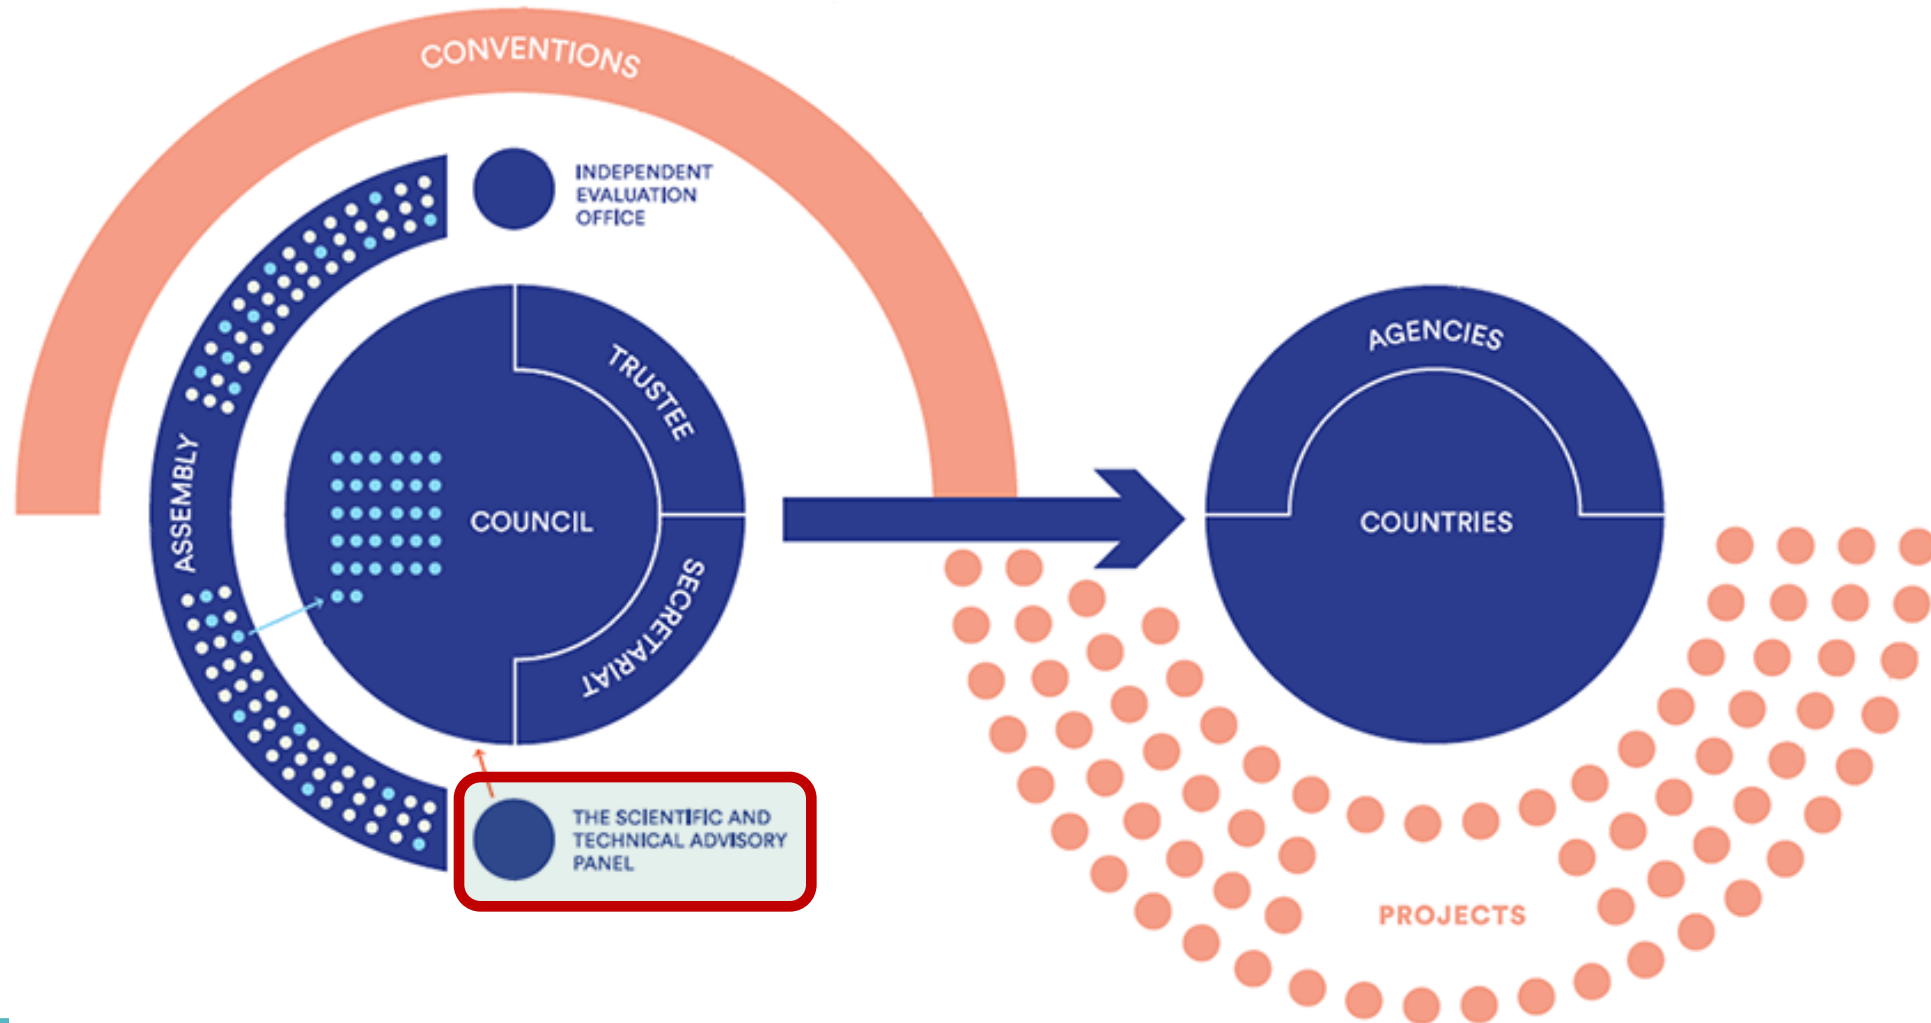 CONVENTIONS
INDEPENDENT
EVALUATION
OFFICE
ASSEMBLY
TRUSTEE
COUNCIL
SECRETARIAT
THE SCIENTIFIC AND
TECHNICAL ADVISORY
PANEL
AGENCIES
COUNTRIES
PROJECTS